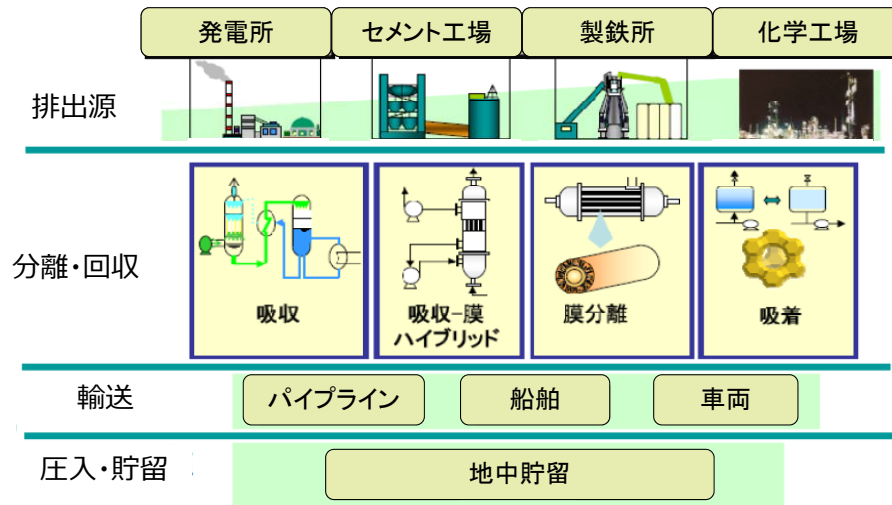 発電所
セメント工場
製鉄所
化学工場
排出源
分離・回収
吸収
吸収-膜
ハイブリッド
膜分離
吸着
輸送
パイプライン
船舶
車両
圧入・貯留
地中貯留